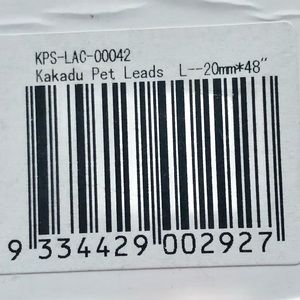 KPS-LAC-00042
Kakadu Pet Leads L--20mm*48"
9 334429 002927